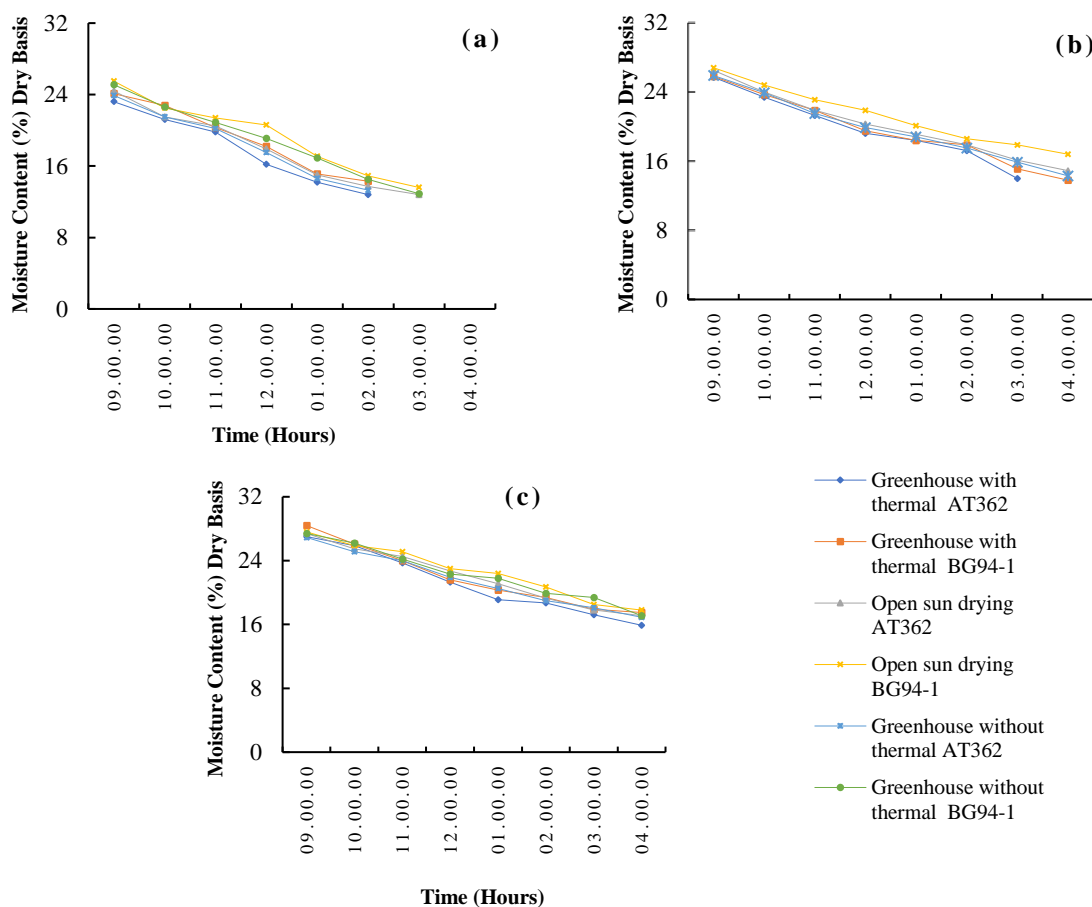 (a)
Moisture Content (%) Dry Basis
32
24
16
8
0
09.00.00
10.00.00
11.00.00
12.00.00
01.00.00
02.00.00
03.00.00
04.00.00
Time (Hours)
(b)
Moisture Content (%) Dry Basis
32
24
16
8
0
09.00.00
10.00.00
11.00.00
12.00.00
01.00.00
02.00.00
03.00.00
04.00.00
(c)
Moisture Content (%) Dry Basis
32
24
16
8
0
09.00.00
10.00.00
11.00.00
12.00.00
01.00.00
02.00.00
03.00.00
04.00.00
Time (Hours)
Greenhouse with
thermal AT362
Greenhouse with
thermal BG94-1
Open sun drying
AT362
Open sun drying
BG94-1
Greenhouse without
thermal AT362
Greenhouse without
thermal BG94-1